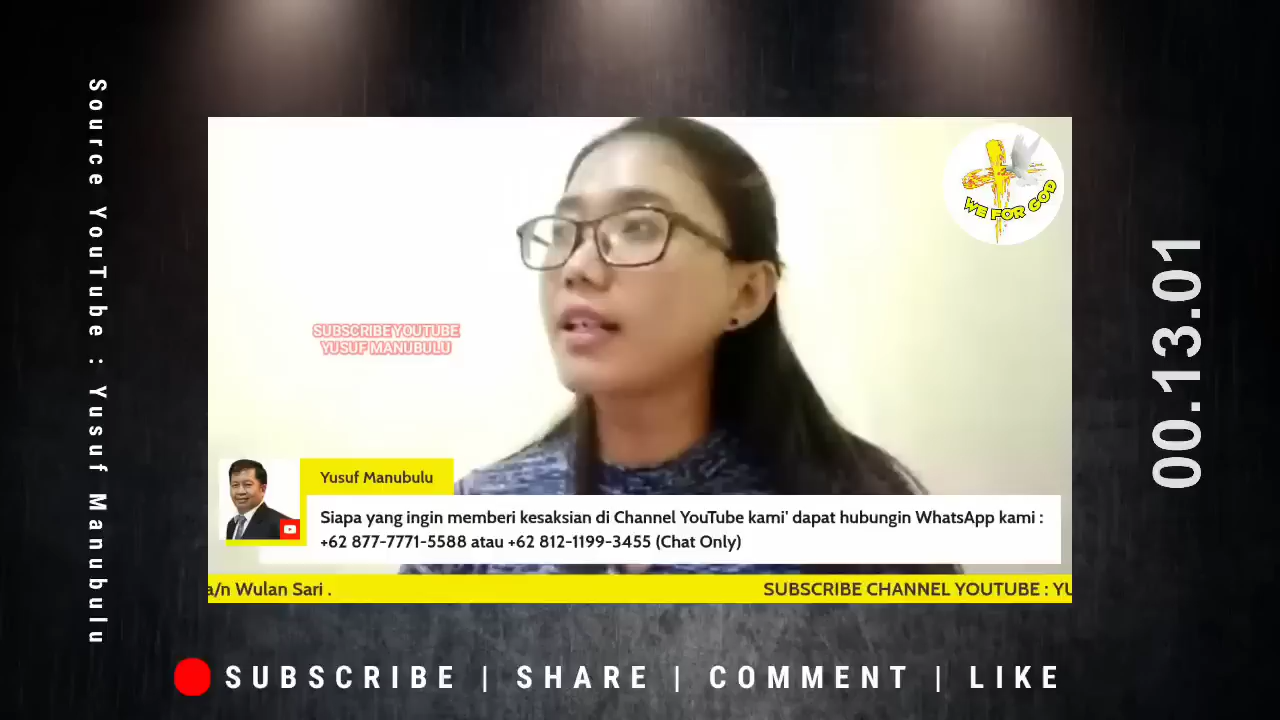 Source YouTube : Yusuf Manubulu
WE FOR GOD
00.13.01
SUBSCRIBE YOUTUBE
YUSUF MANUBULU
Yusuf Manubulu
Siapa yang ingin memberi kesaksian di Channel YouTube kami' dapat hubungin WhatsApp kami :
+62 877-7771-5588 atau +62 812-1199-3455 (Chat Only)
a/n Wulan Sari . SUBSCRIBE CHANNEL YOUTUBE : YU
SUBSCRIBE | SHARE | COMMENT | LIKE